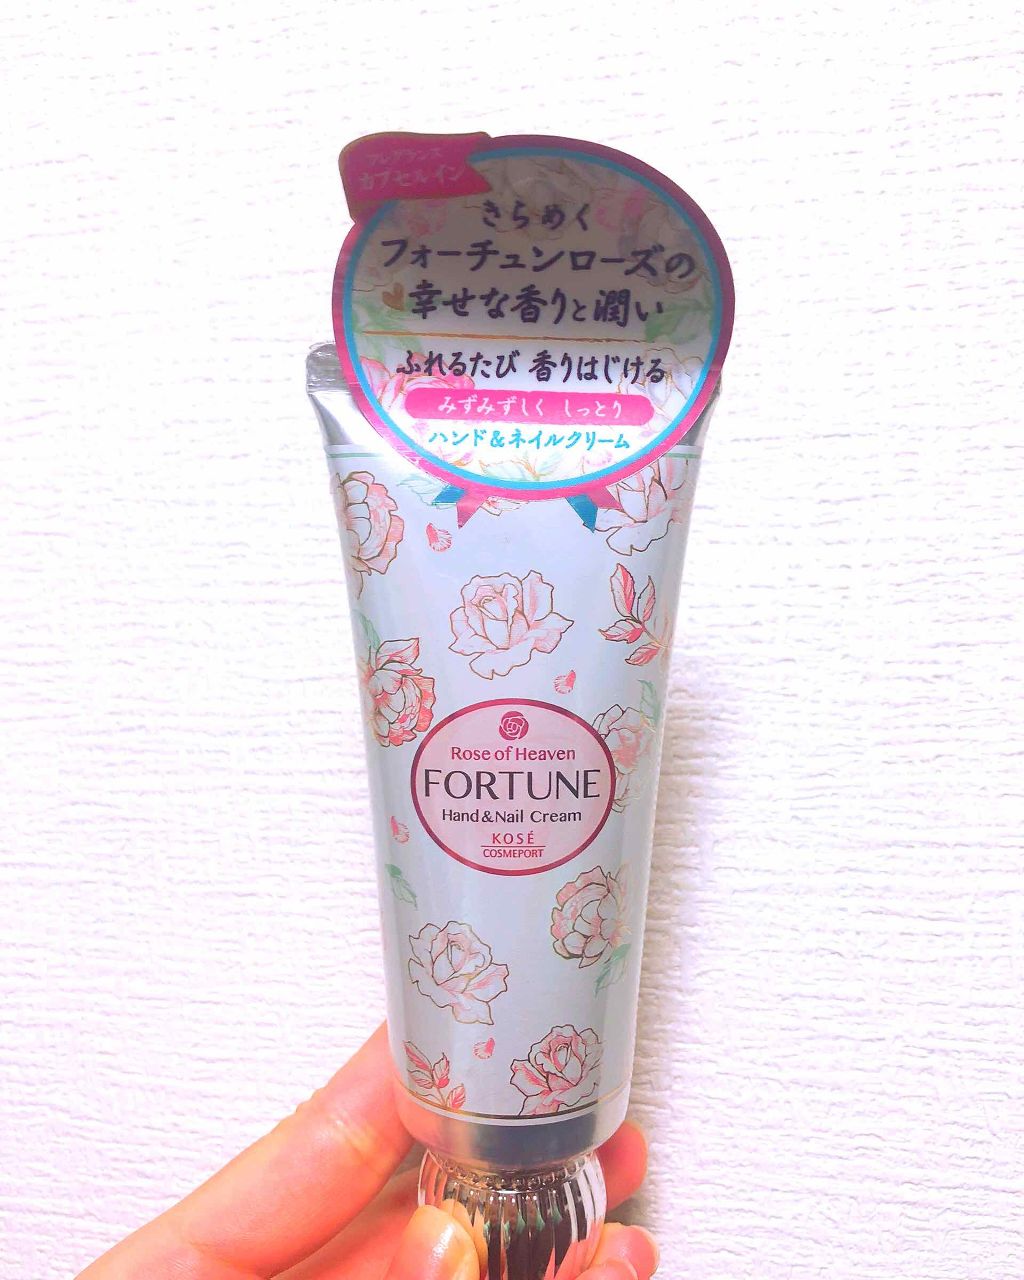 フレグランス
カプセルイン
きらめく
フォーチュンローズの
幸せな香りと潤い
ふれるたび 香りはじける
みずみずしく しっとり
ハンド&ネイルクリーム
Rose of Heaven
FORTUNE
Hand&Nail Cream
KOSÉ
COSMEPORT